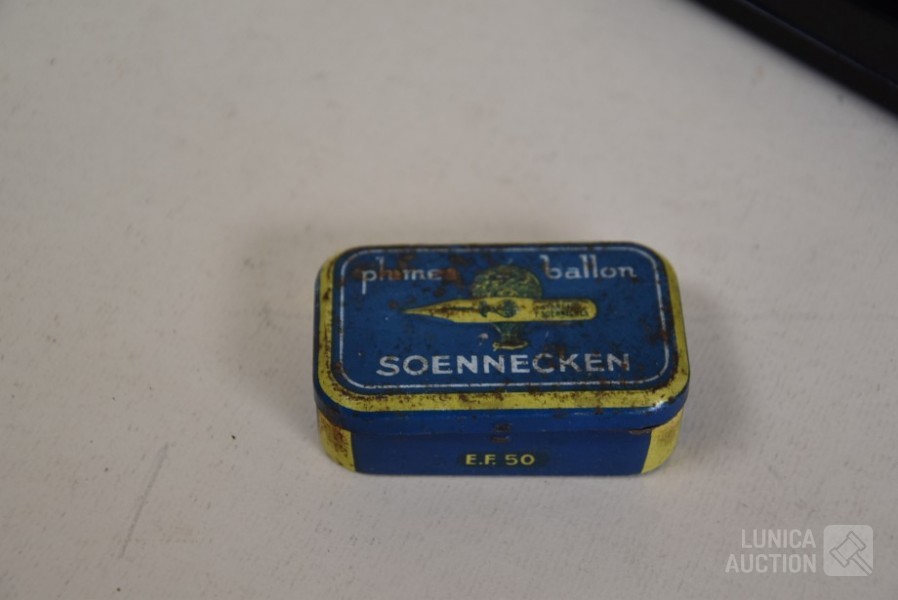 plumes ballon
SOENNECKEN
E.F. 50
LUNICA
AUCTION